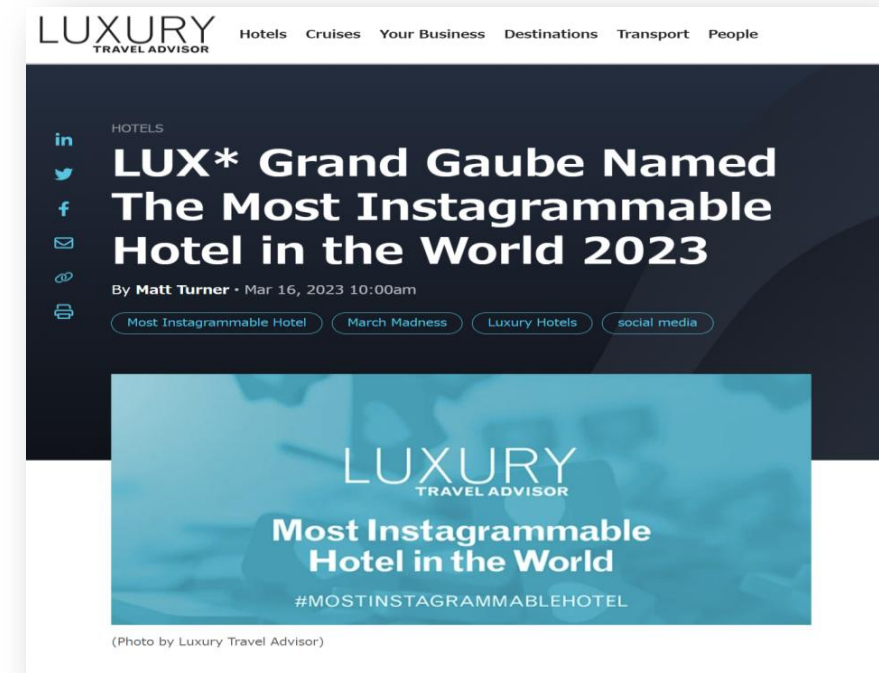 LUXURY
TRAVEL ADVISOR
Hotels Cruises Your Business Destinations Transport People
HOTELS
LUX* Grand Gaube Named
The Most Instagrammable
Hotel in the World 2023
By Matt Turner • Mar 16, 2023 10:00am
Most Instagrammable Hotel March Madness Luxury Hotels social media
LUXURY
TRAVEL ADVISOR
Most Instagrammable
Hotel in the World
#MOSTINSTAGRAMMABLEHOTEL
(Photo by Luxury Travel Advisor)